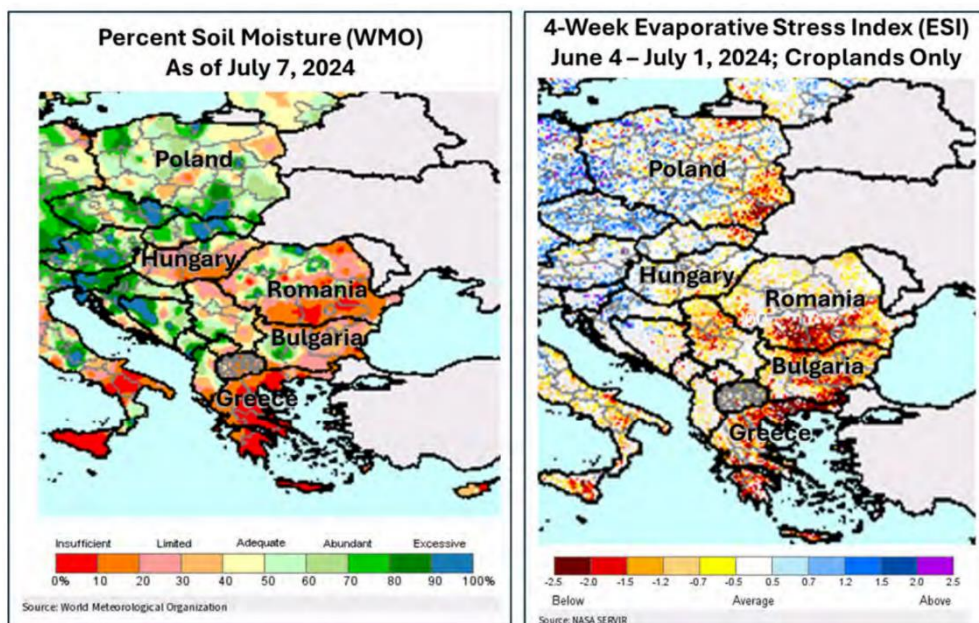 Percent Soil Moisture (WMO)
As of July 7, 2024
Poland
Hungary
Romania
Bulgaria
Greece
Insufficient Limited Adequate Abundant Excessive
0% 10 20 30 40 50 60 70 80 90 100%
Source: World Meteorological Organization
4-Week Evaporative Stress Index (ESI)
June 4 – July 1, 2024; Croplands Only
Poland
Hungary
Romania
Bulgaria
Greece
-2.5 -2.0 -1.5 -1.2 -0.7 -0.5 0.5 0.7 1.2 1.5 2.0 2.5
Below Average Above
Source: NASA SERVIR